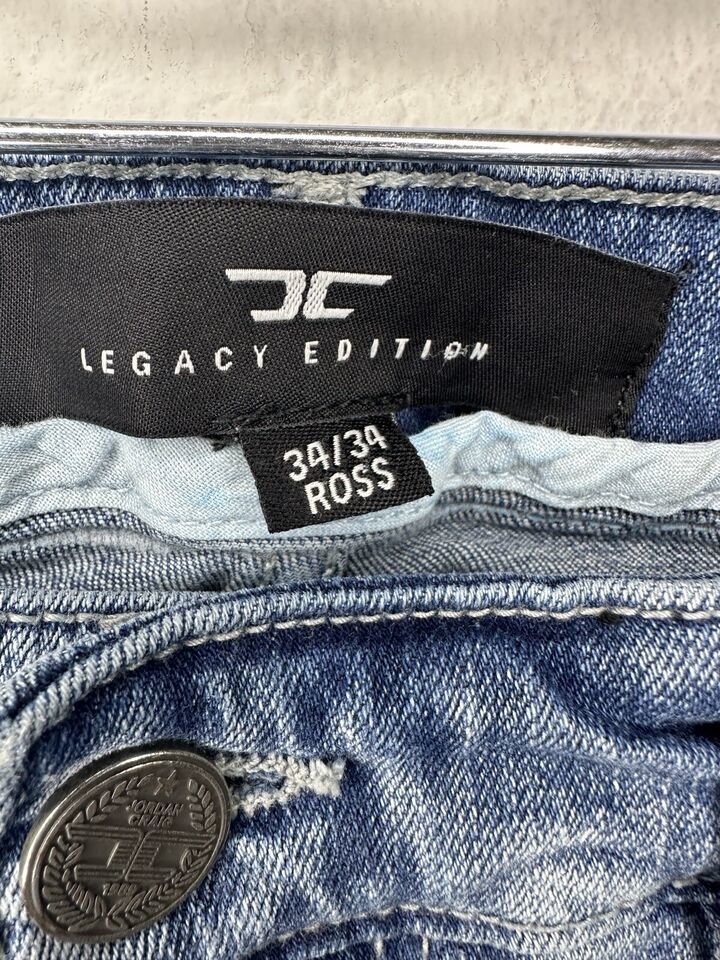 JC
LEGACY EDITION
34/34
ROSS
JORDAN
CRAIG